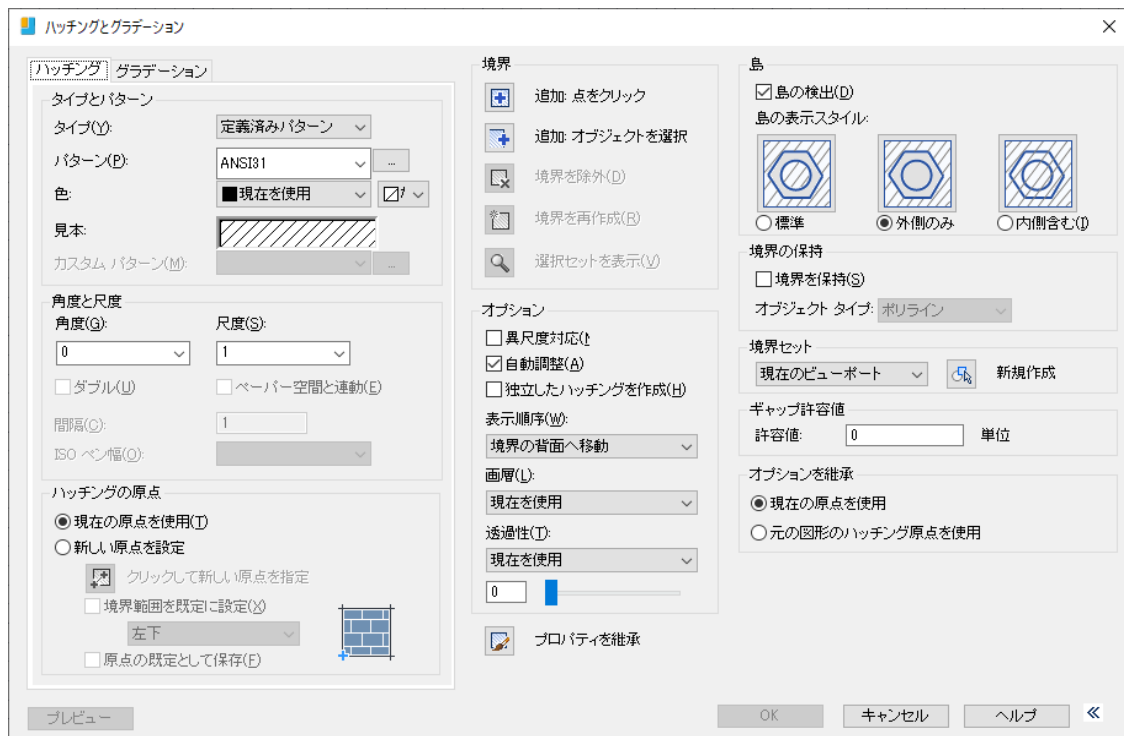 ハッチングとグラデーション
ハッチング グラデーション
タイプとパターン
タイプ(Y): 定義済みパターン
パターン(P): ANSI31 ...
色: 現在を使用
見本:
カスタム パターン(M): ...
角度と尺度
角度(G): 尺度(S):
0 1
ダブル(U) ペーパー空間と連動(E)
間隔(C): 1
ISO ペン幅(O):
ハッチングの原点
現在の原点を使用(T)
新しい原点を設定
クリックして新しい原点を指定
境界範囲を既定に設定(X)
左下
原点の既定として保存(F)
プレビュー
境界
追加: 点をクリック
追加: オブジェクトを選択
境界を除外(D)
境界を再作成(R)
選択セットを表示(V)
オプション
異尺度対応(
自動調整(A)
独立したハッチングを作成(H)
表示順序(W):
境界の背面へ移動
画層(L):
現在を使用
透過性(T):
現在を使用
0
プロパティを継承
島
島の検出(D)
島の表示スタイル:
標準 外側のみ 内側含む(I)
境界の保持
境界を保持(S)
オブジェクト タイプ: ポリライン
境界セット
現在のビューポート 新規作成
ギャップ許容値
許容値: 0 単位
オプションを継承
現在の原点を使用
元の図形のハッチング原点を使用
OK キャンセル ヘルプ